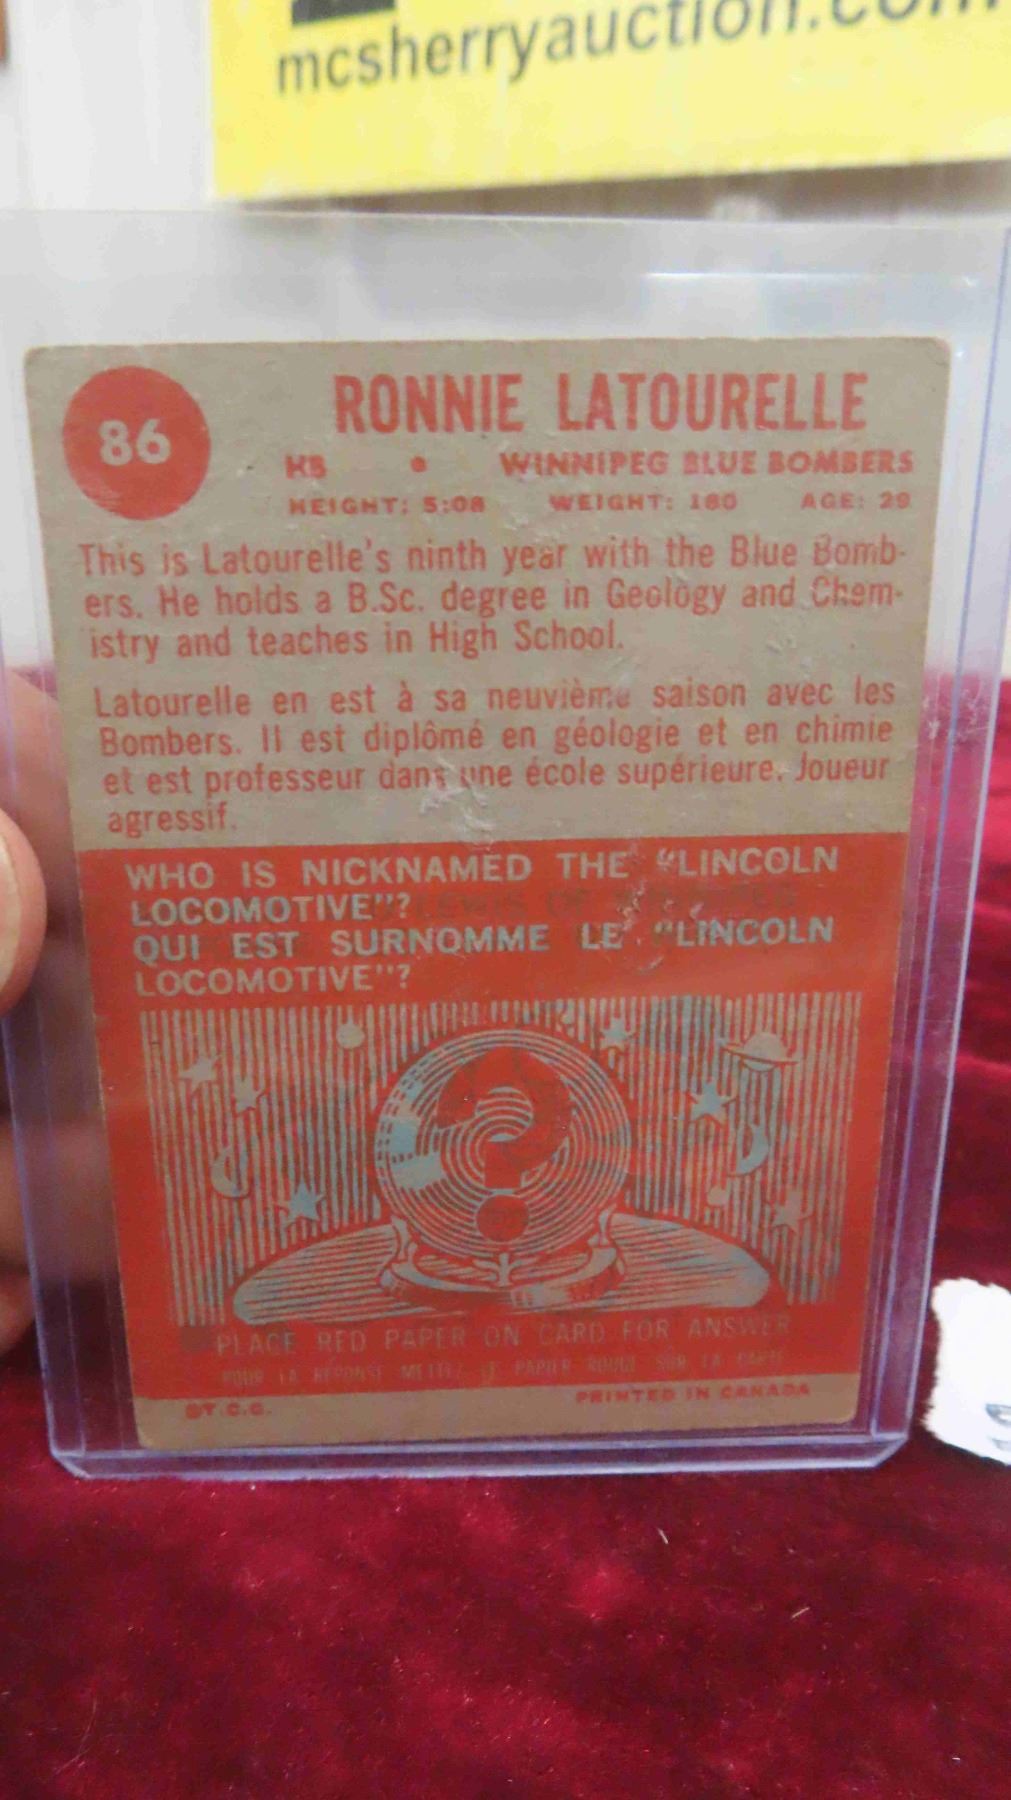 mcsherryauction.com
86
RONNIE LATOURELLE
HB • WINNIPEG BLUE BOMBERS
HEIGHT: 5:08 WEIGHT: 180 AGE: 29
This is Latourelle's ninth year with the Blue Bomb-
ers. He holds a B.Sc. degree in Geology and Chem-
istry and teaches in High School.
Latourelle en est à sa neuvième saison avec les
Bombers. Il est diplômé en géologie et en chimie
et est professeur dans une école supérieure. Joueur
agressif.
WHO IS NICKNAMED THE "LINCOLN
LOCOMOTIVE"?
QUI EST SURNOMME LE "LINCOLN
LOCOMOTIVE"?
PLACE RED PAPER ON CARD FOR ANSWER
POUR LA REPONSE METTEZ LE PAPIER ROUGE SUR LA CARTE
©T.C.G. PRINTED IN CANADA